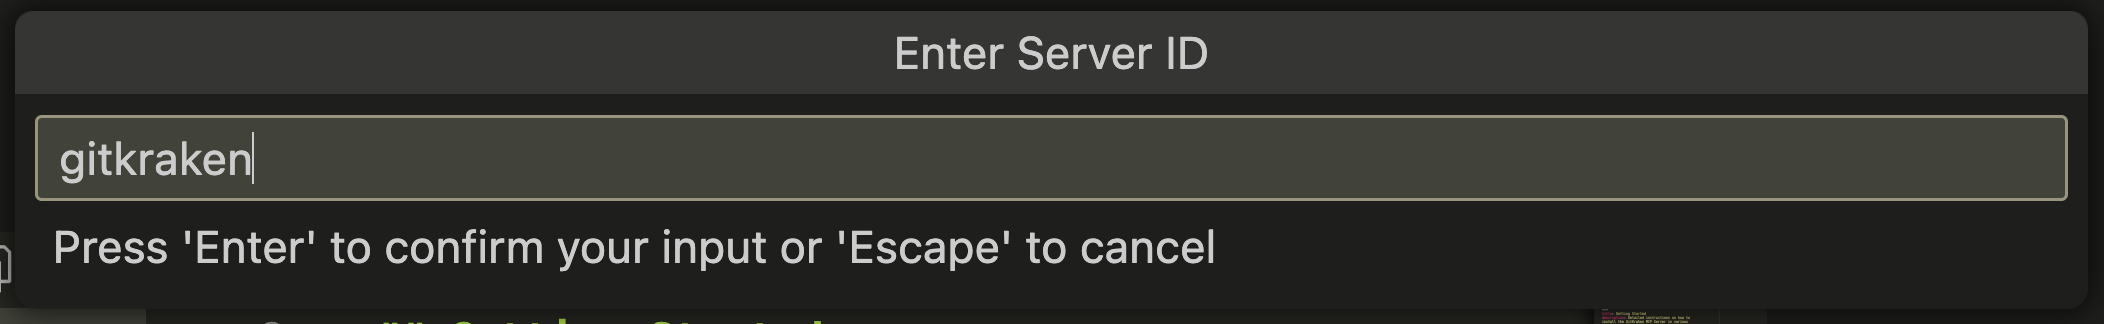 Enter Server ID
gitkraken
Press 'Enter' to confirm your input or 'Escape' to cancel